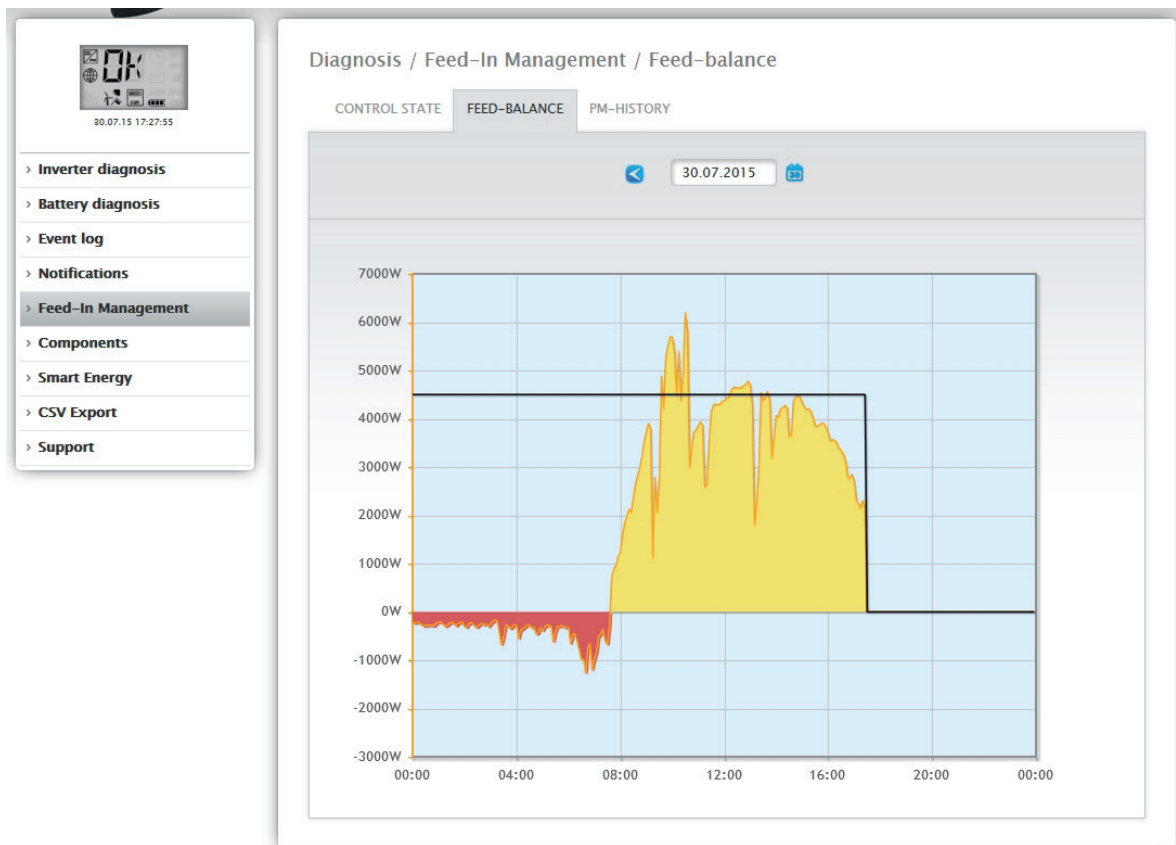 OK
30.07.15 17:27:55
Inverter diagnosis
Battery diagnosis
Event log
Notifications
Feed-In Management
Components
Smart Energy
CSV Export
Support
Diagnosis / Feed-In Management / Feed-balance
CONTROL STATE FEED-BALANCE PM-HISTORY
30.07.2015 30
7000W
6000W
5000W
4000W
3000W
2000W
1000W
0W
-1000W
-2000W
-3000W
00:00 04:00 08:00 12:00 16:00 20:00 00:00